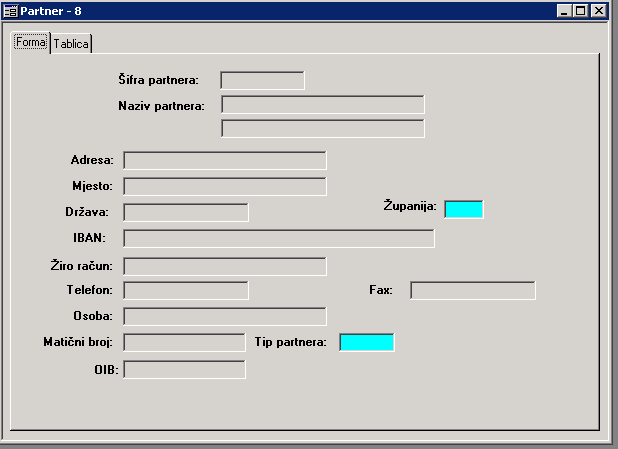 Partner - 8
Forma Tablica
Šifra partnera:
Naziv partnera:
Adresa:
Mjesto:
Država: Županija:
IBAN:
Žiro račun:
Telefon: Fax:
Osoba:
Matični broj: Tip partnera:
OIB: